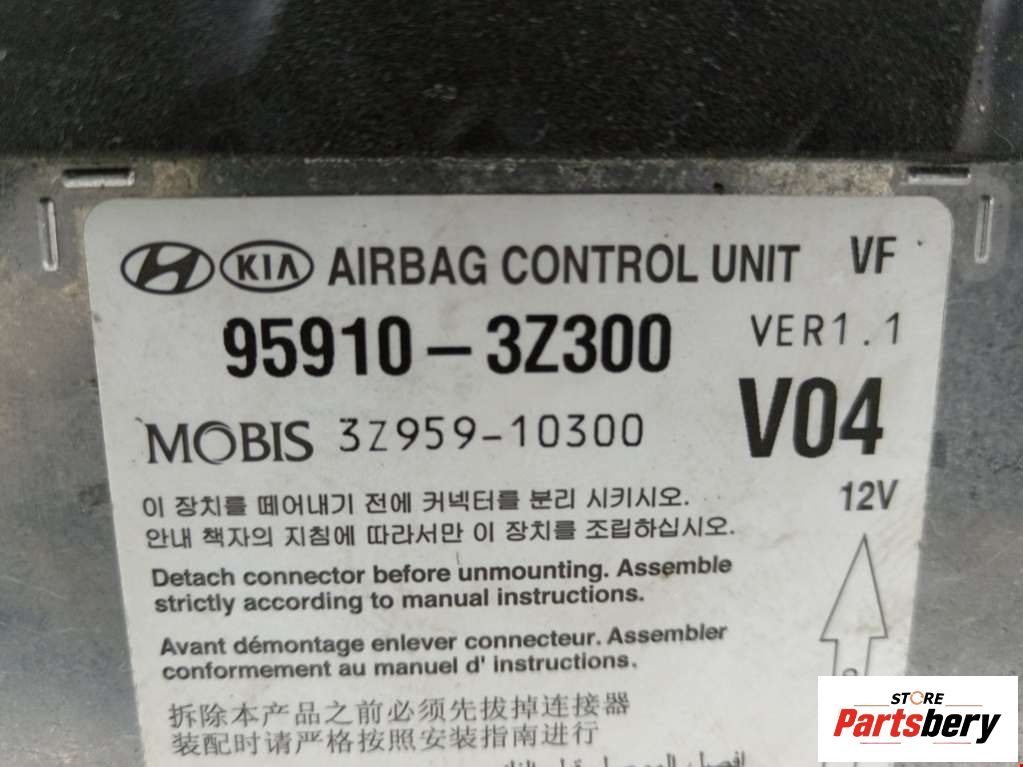 KIA AIRBAG CONTROL UNIT VF
95910-3Z300 VER1.1
MOBIS 3Z959-10300 V04
12V
이 장치를 떼어내기 전에 커넥터를 분리 시키시오.
안내 책자의 지침에 따라서만 이 장치를 조립하십시오.
Detach connector before unmounting. Assemble
strictly according to manual instructions.
Avant démontage enlever connecteur. Assembler
conformement au manuel d' instructions.
拆除本产品之前必须先拔掉连接器
装配时请严格按照安装指南进行
STORE
Partsbery